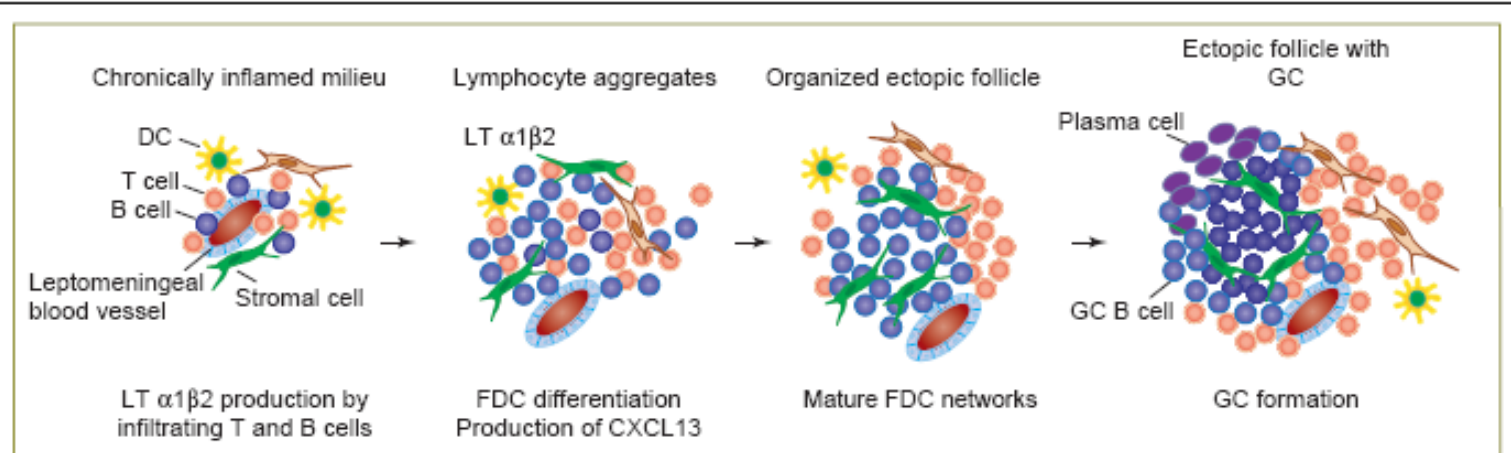 Chronically inflamed milieu
DC
T cell
B cell
Leptomeningeal
blood vessel
Stromal cell
LT α1β2 production by
infiltrating T and B cells
Lymphocyte aggregates
LT α1β2
FDC differentiation
Production of CXCL13
Organized ectopic follicle
Mature FDC networks
Ectopic follicle with
GC
Plasma cell
GC B cell
GC formation